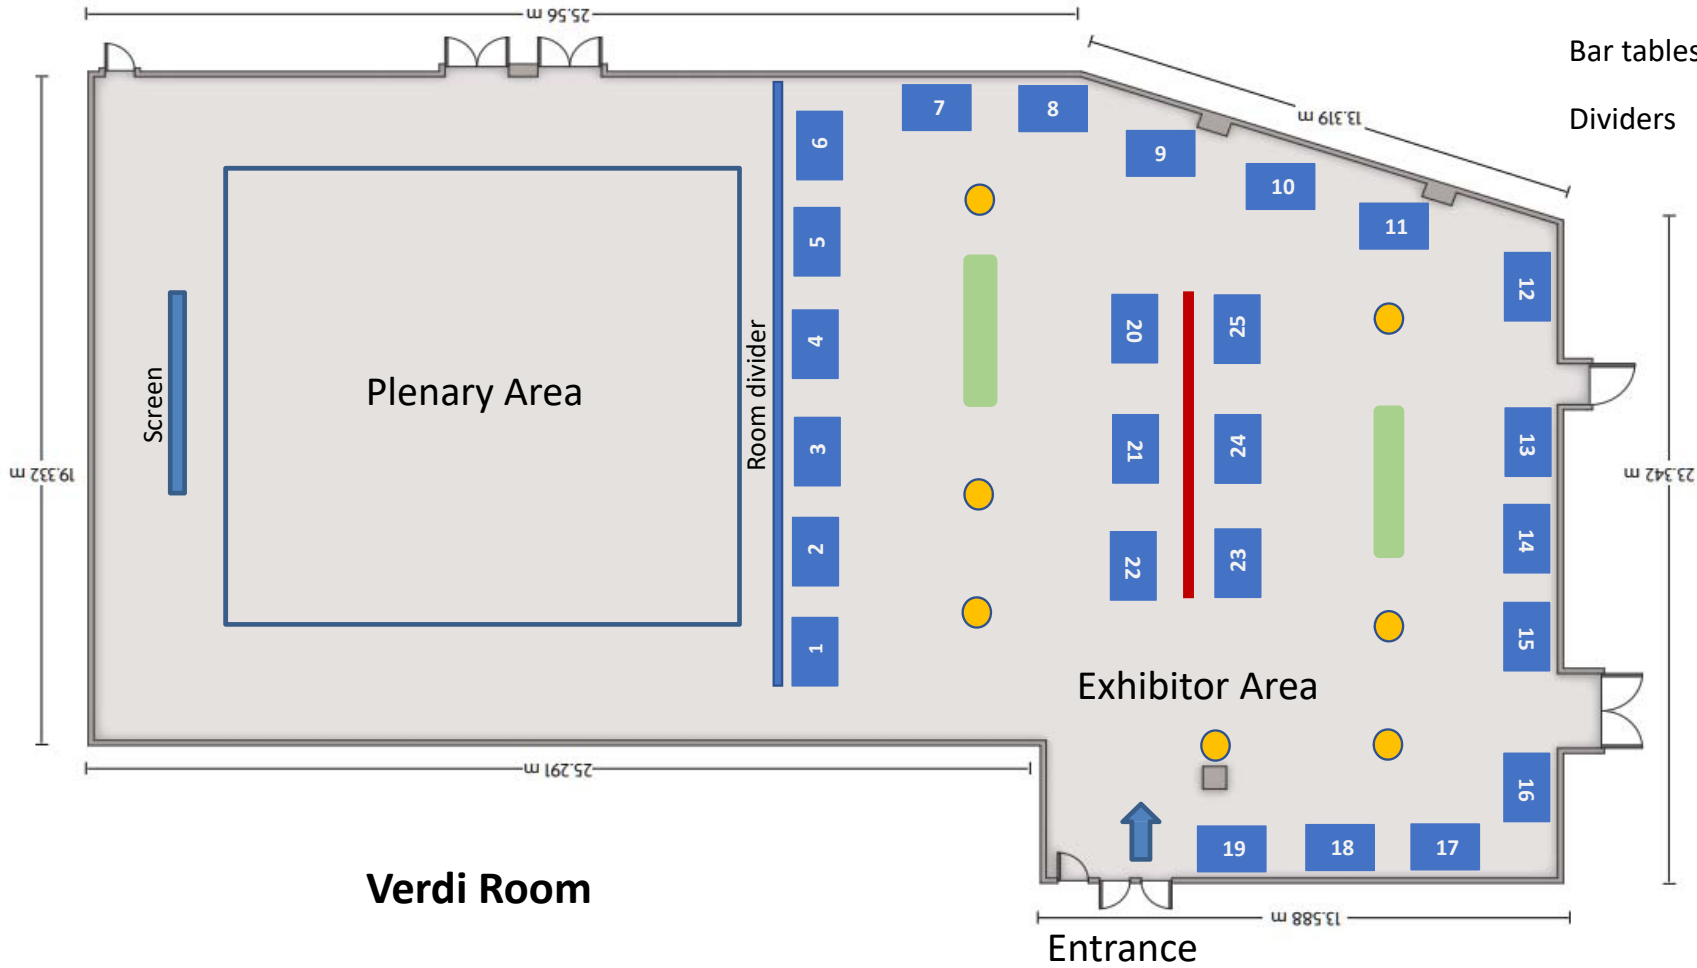 25.56 m
Bar tables
13.319 m
Dividers
7
8
6
9
10
5
11
12
4
20
25
Screen
Plenary Area
Room divider
3
21
24
13
19.332 m
23.342 m
2
22
23
14
1
15
Exhibitor Area
25.291 m
16
19
18
17
Verdi Room
13.588 m
Entrance